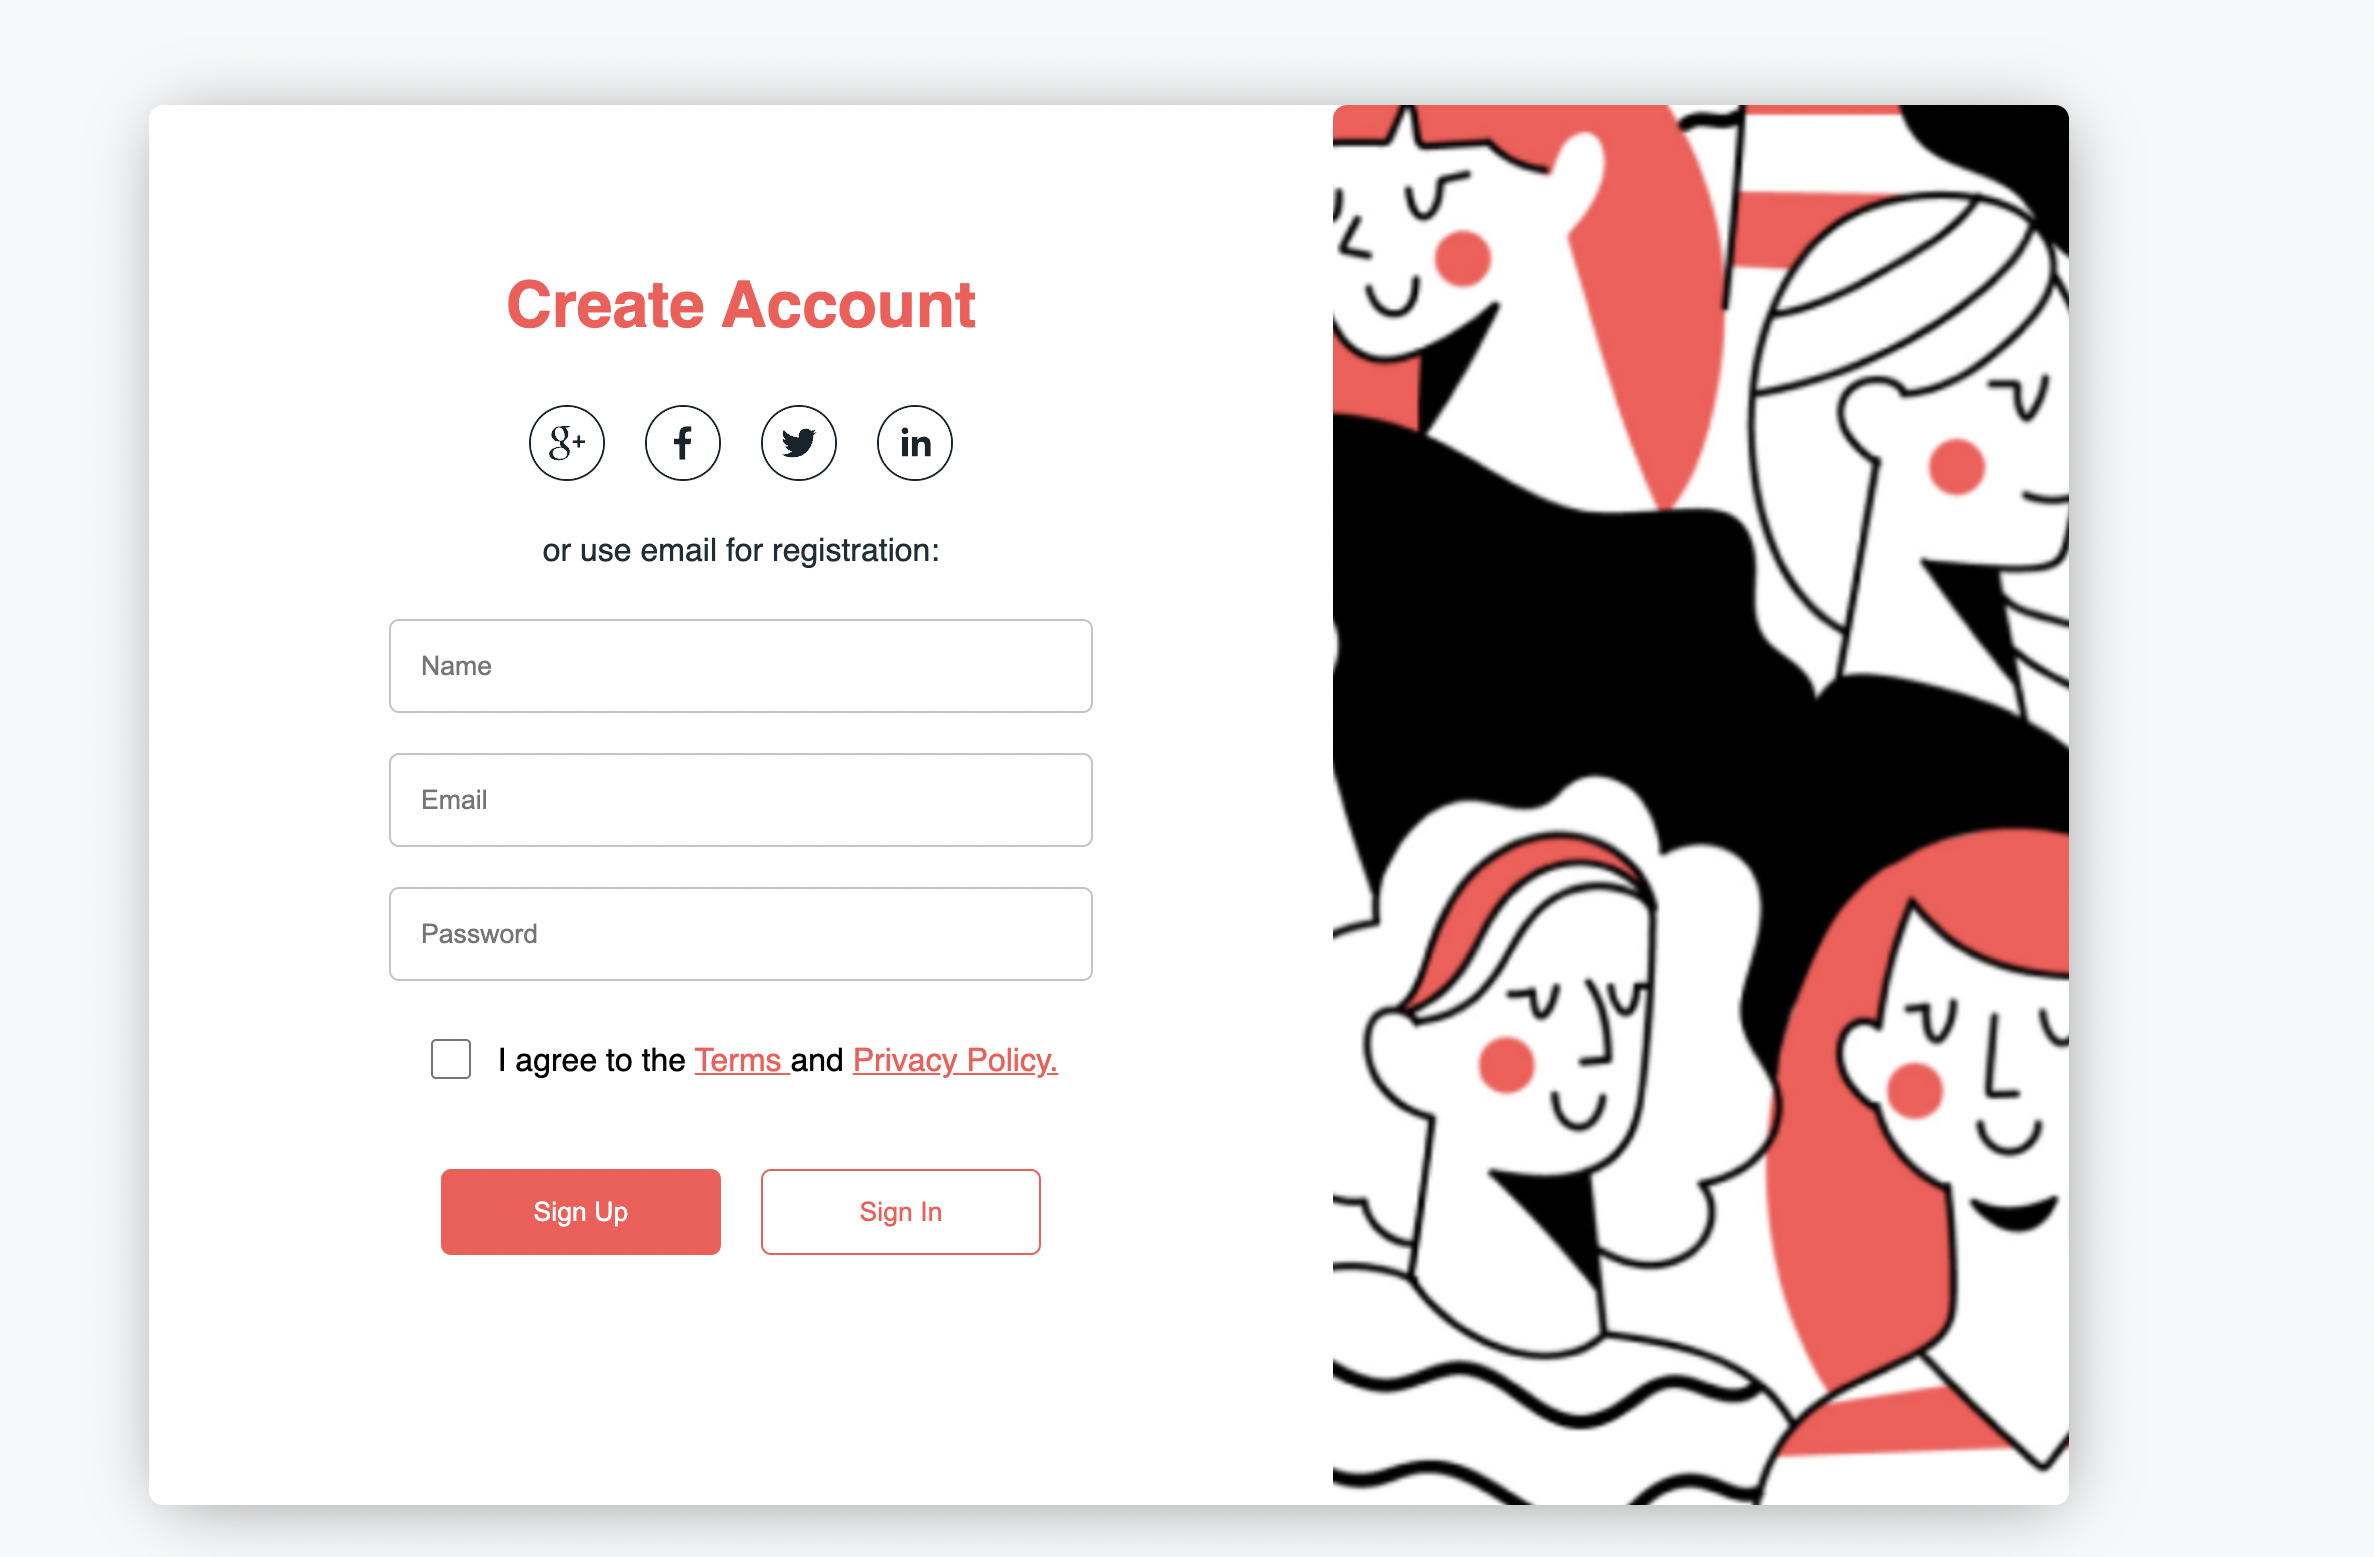 Create Account
g+ f in
or use email for registration:
Name
Email
Password
I agree to the Terms and Privacy Policy.
Sign Up Sign In